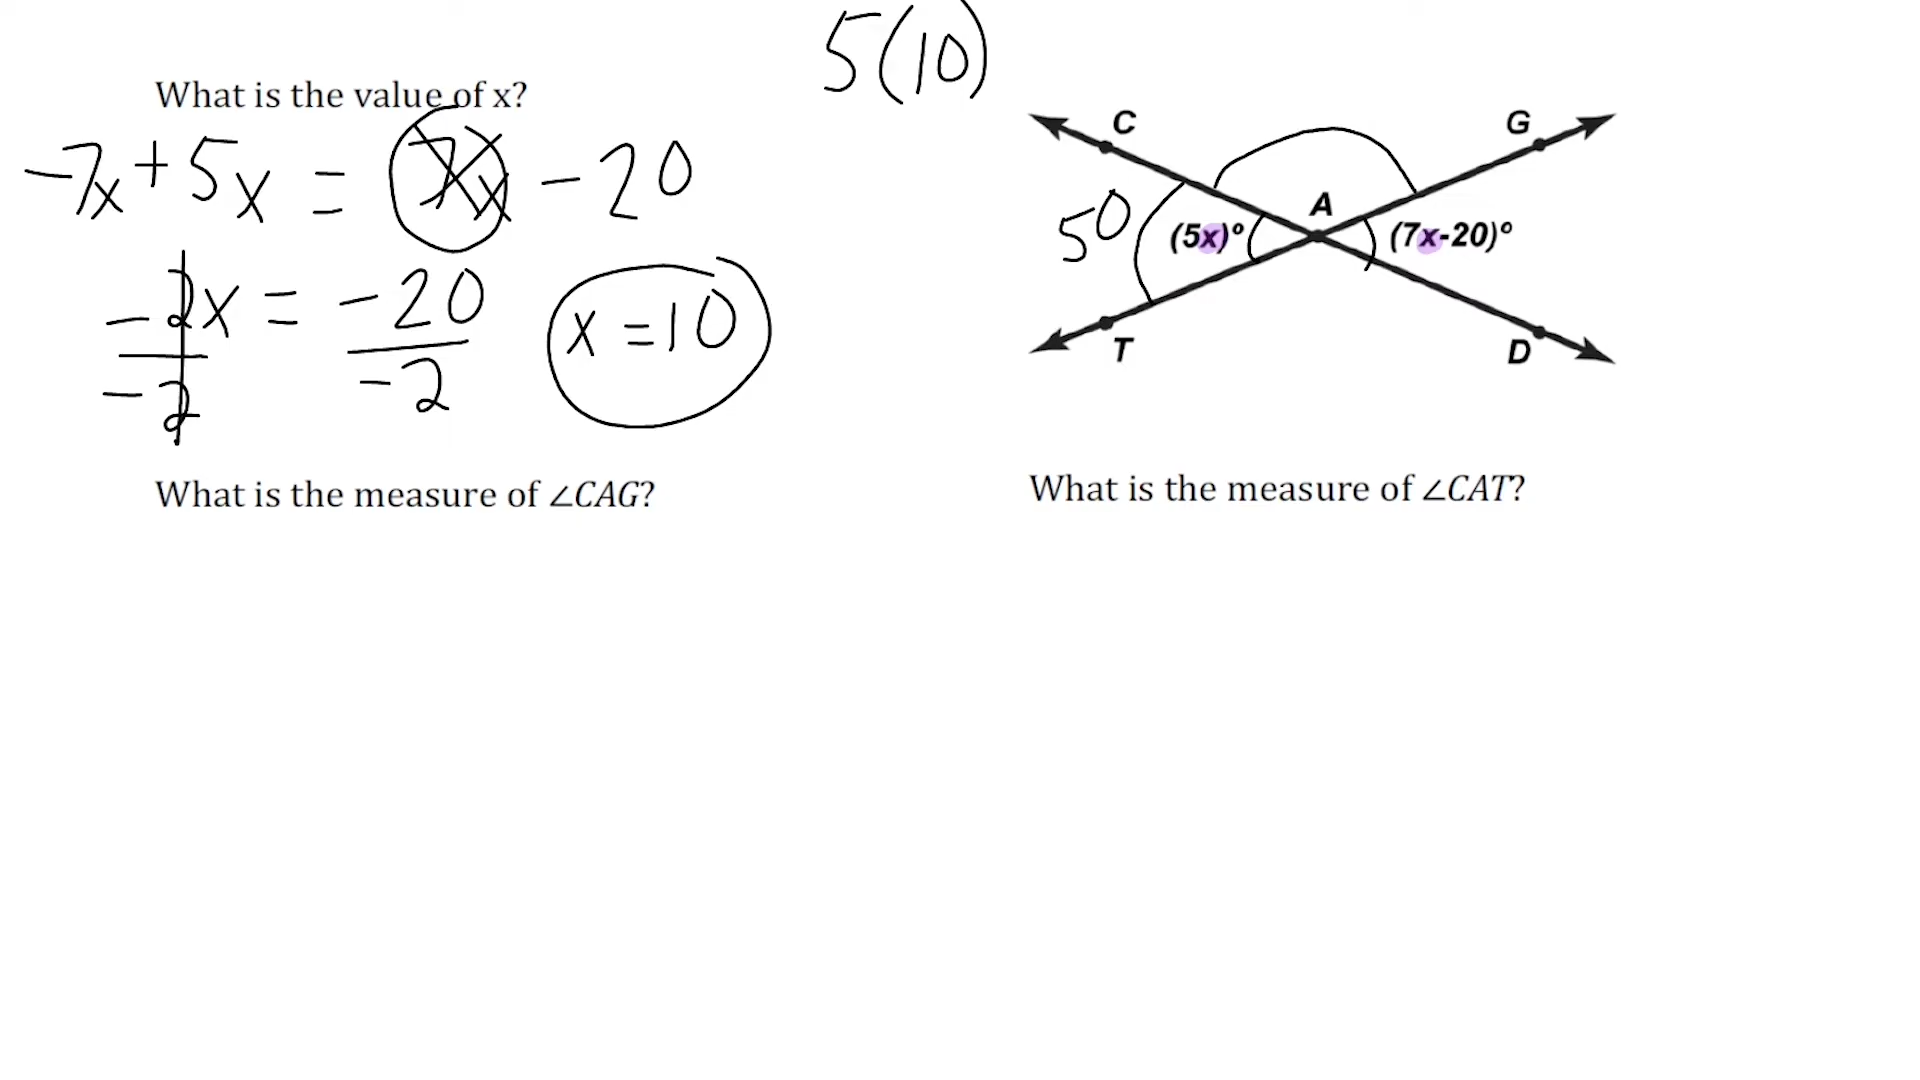 5(10)
What is the value of x?
-7x+5x = 7x -20
-2x = -20
-2 -2
x = 10
C
G
A
50
(5x)°
(7x-20)°
T
D
What is the measure of ∠CAG?
What is the measure of ∠CAT?